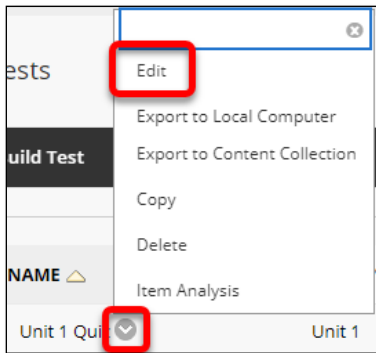 ests
Edit
Export to Local Computer
uild Test
Export to Content Collection
Copy
Delete
NAME
Item Analysis
Unit 1 Qui
Unit 1